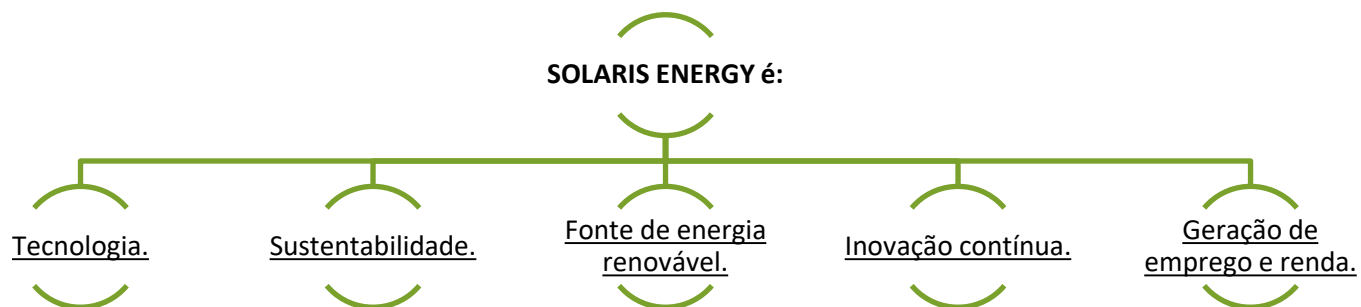 SOLARIS ENERGY é:
Tecnologia.
Sustentabilidade.
Fonte de energia
renovável.
Inovação contínua.
Geração de
emprego e renda.